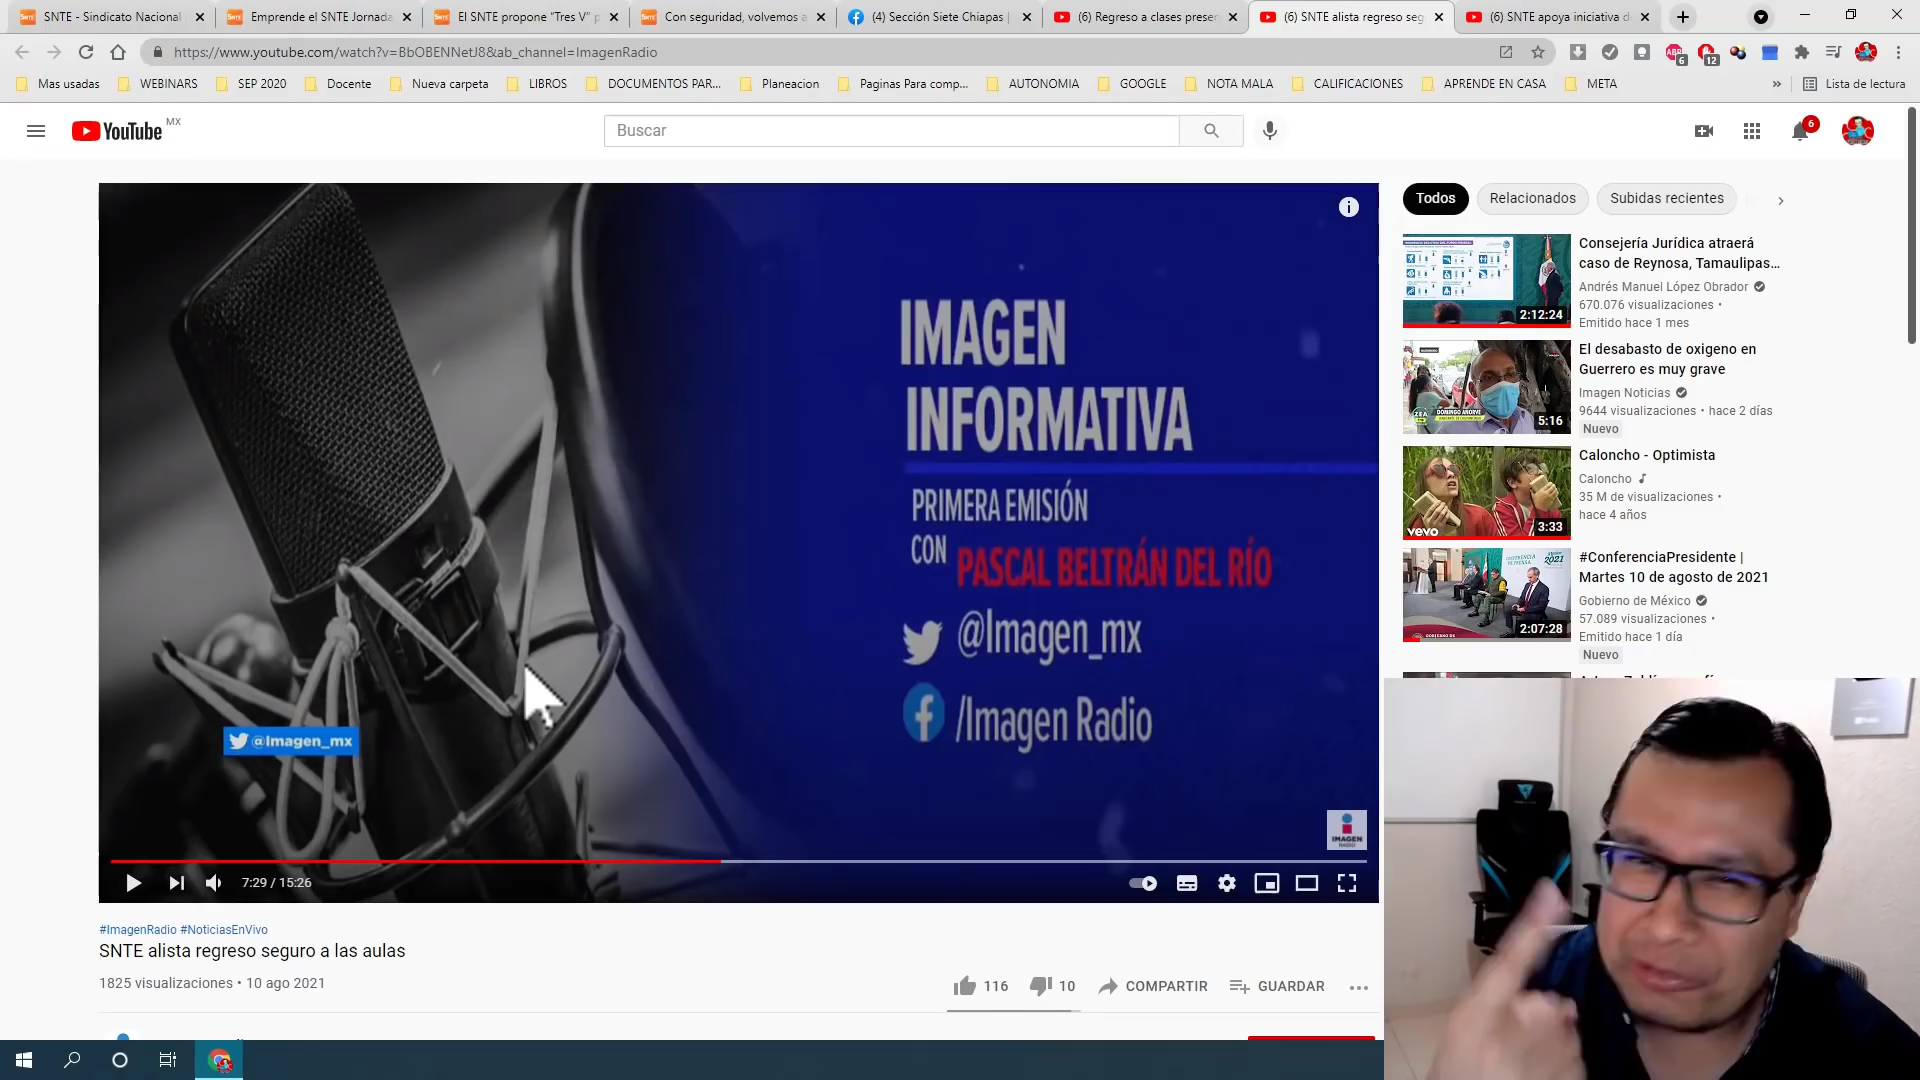 SNTE - Sindicato Nacional
Emprende el SNTE Jornada
El SNTE propone "Tres V" p
Con seguridad, volvemos a
(4) Sección Siete Chiapas |
(6) Regreso a clases presen
(6) SNTE alista regreso seg
(6) SNTE apoya iniciativa d
https://www.youtube.com/watch?v=BbOBENNetJ8&ab_channel=ImagenRadio
6
12
Mas usadas
WEBINARS
SEP 2020
Docente
Nueva carpeta
LIBROS
DOCUMENTOS PAR...
Planeacion
Paginas Para comp...
AUTONOMIA
GOOGLE
NOTA MALA
CALIFICACIONES
APRENDE EN CASA
META
»
Lista de lectura
YouTube MX
Buscar
6
IMAGEN
INFORMATIVA
PRIMERA EMISIÓN
CON PASCAL BELTRÁN DEL RÍO
@Imagen_mx
/Imagen Radio
@Imagen_mx
IMAGEN
RADIO
7:29 / 15:26
#ImagenRadio #NoticiasEnVivo
SNTE alista regreso seguro a las aulas
1825 visualizaciones • 10 ago 2021
116
10
COMPARTIR
GUARDAR
Todos
Relacionados
Subidas recientes
Consejería Jurídica atraerá
caso de Reynosa, Tamaulipas...
Andrés Manuel López Obrador
670.076 visualizaciones •
Emitido hace 1 mes
2:12:24
El desabasto de oxigeno en
Guerrero es muy grave
Imagen Noticias
9644 visualizaciones • hace 2 días
Nuevo
DOMINGO ANORVE
5:16
Caloncho - Optimista
Caloncho
35 M de visualizaciones •
hace 4 años
vevo
3:33
#ConferenciaPresidente |
Martes 10 de agosto de 2021
Gobierno de México
57.089 visualizaciones •
Emitido hace 1 día
Nuevo
2021
2:07:28